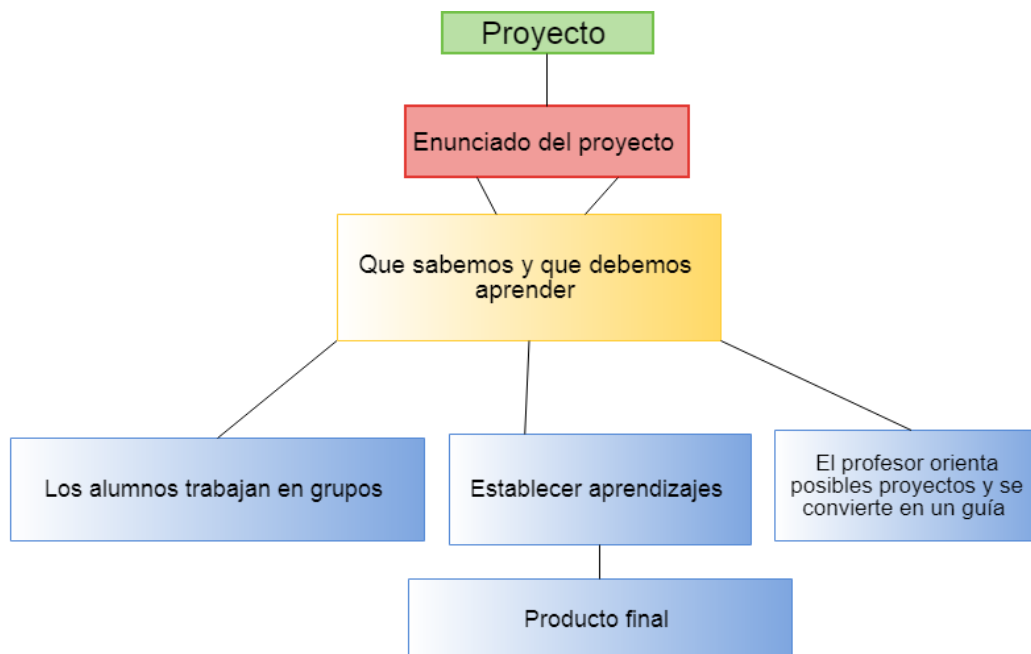 Proyecto
Enunciado del proyecto
Que sabemos y que debemos
aprender
Los alumnos trabajan en grupos
Establecer aprendizajes
El profesor orienta
posibles proyectos y se
convierte en un guía
Producto final